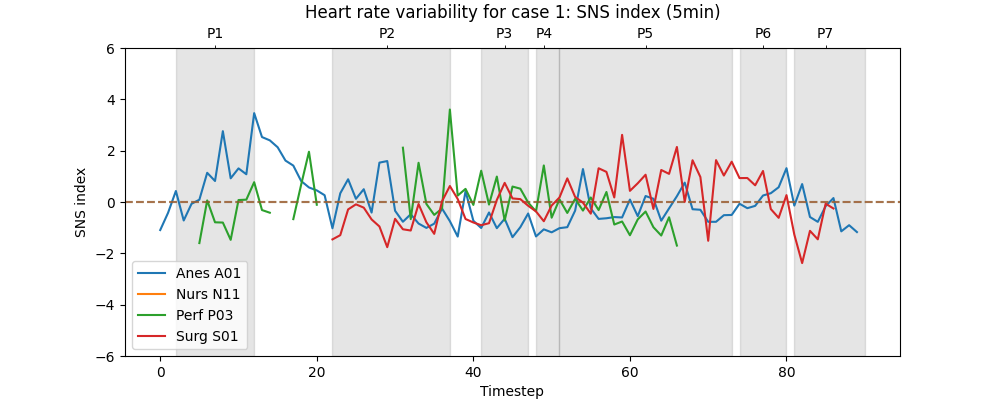 Heart rate variability for case 1: SNS index (5min)
P1 P2 P3 P4 P5 P6 P7
6
4
2
0
−2
−4
−6
SNS index
Anes A01
Nurs N11
Perf P03
Surg S01
0 20 40 60 80
Timestep